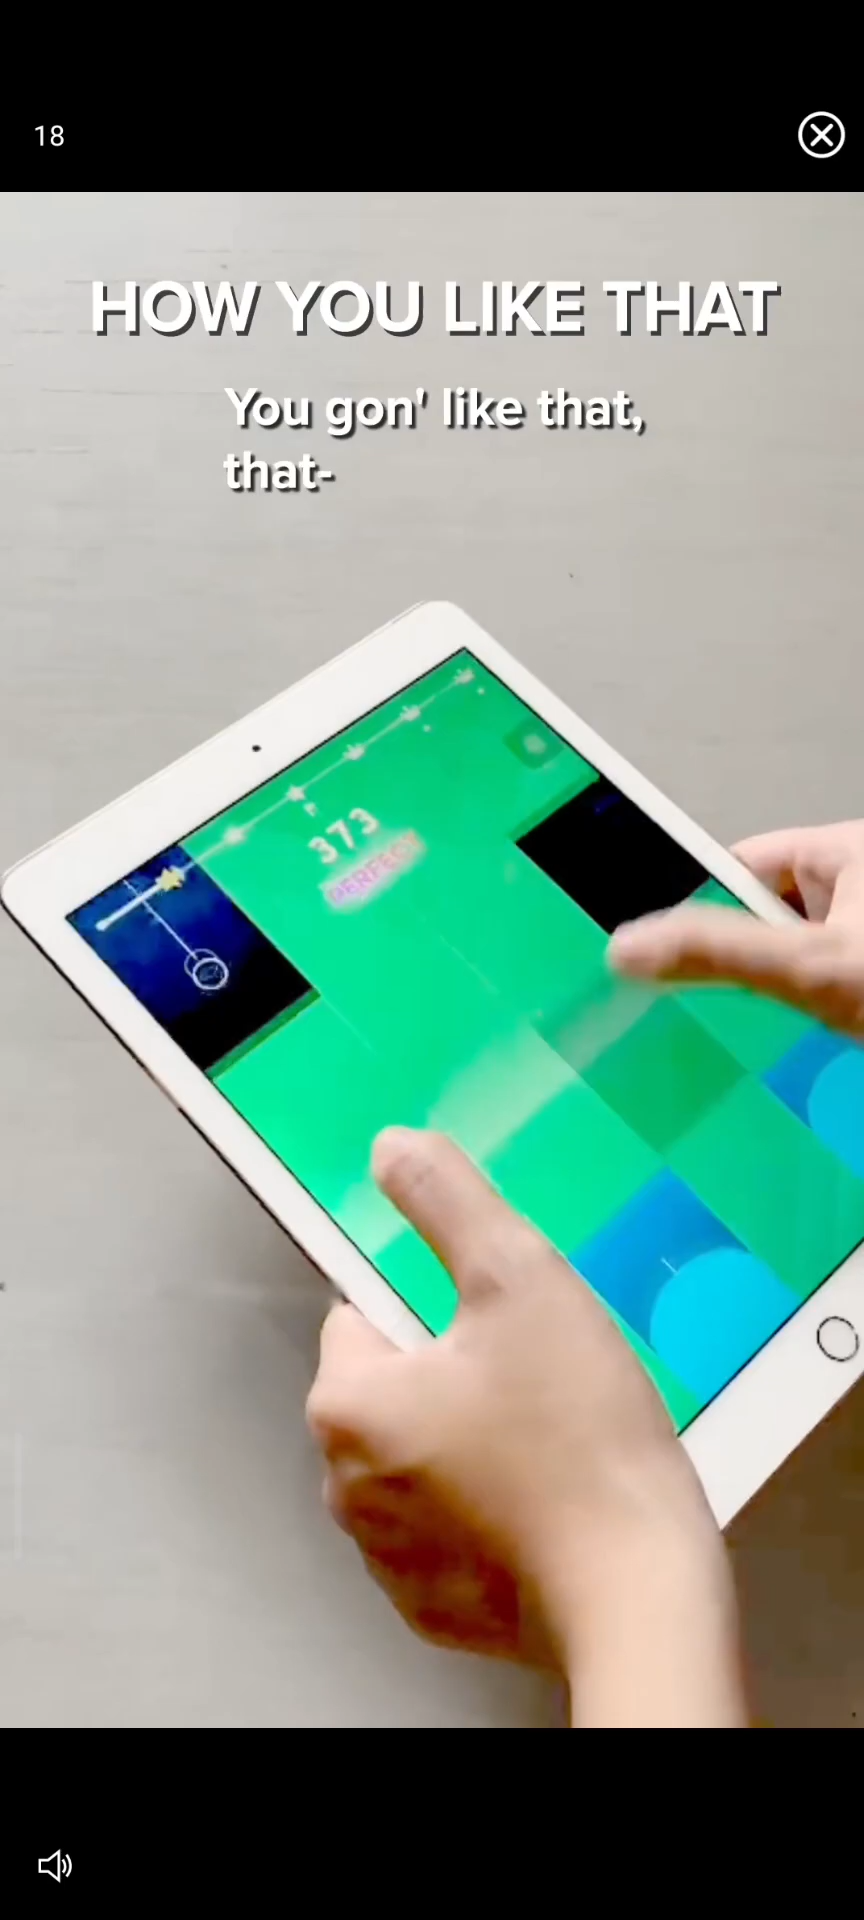 18
HOW YOU LIKE THAT
You gon' like that,
that-
373
PERFECT